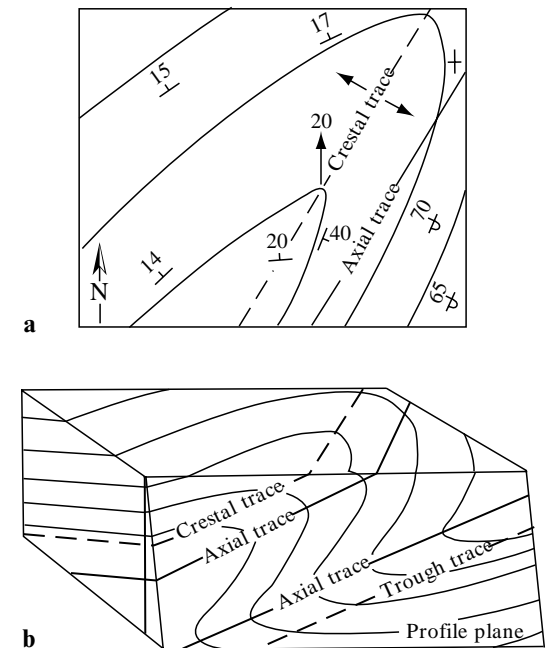 17
15
20
Crestal trace
14
20
40
Axial trace
70
65
N
a
Crestal trace
Axial trace
Axial trace
Trough trace
Profile plane
b